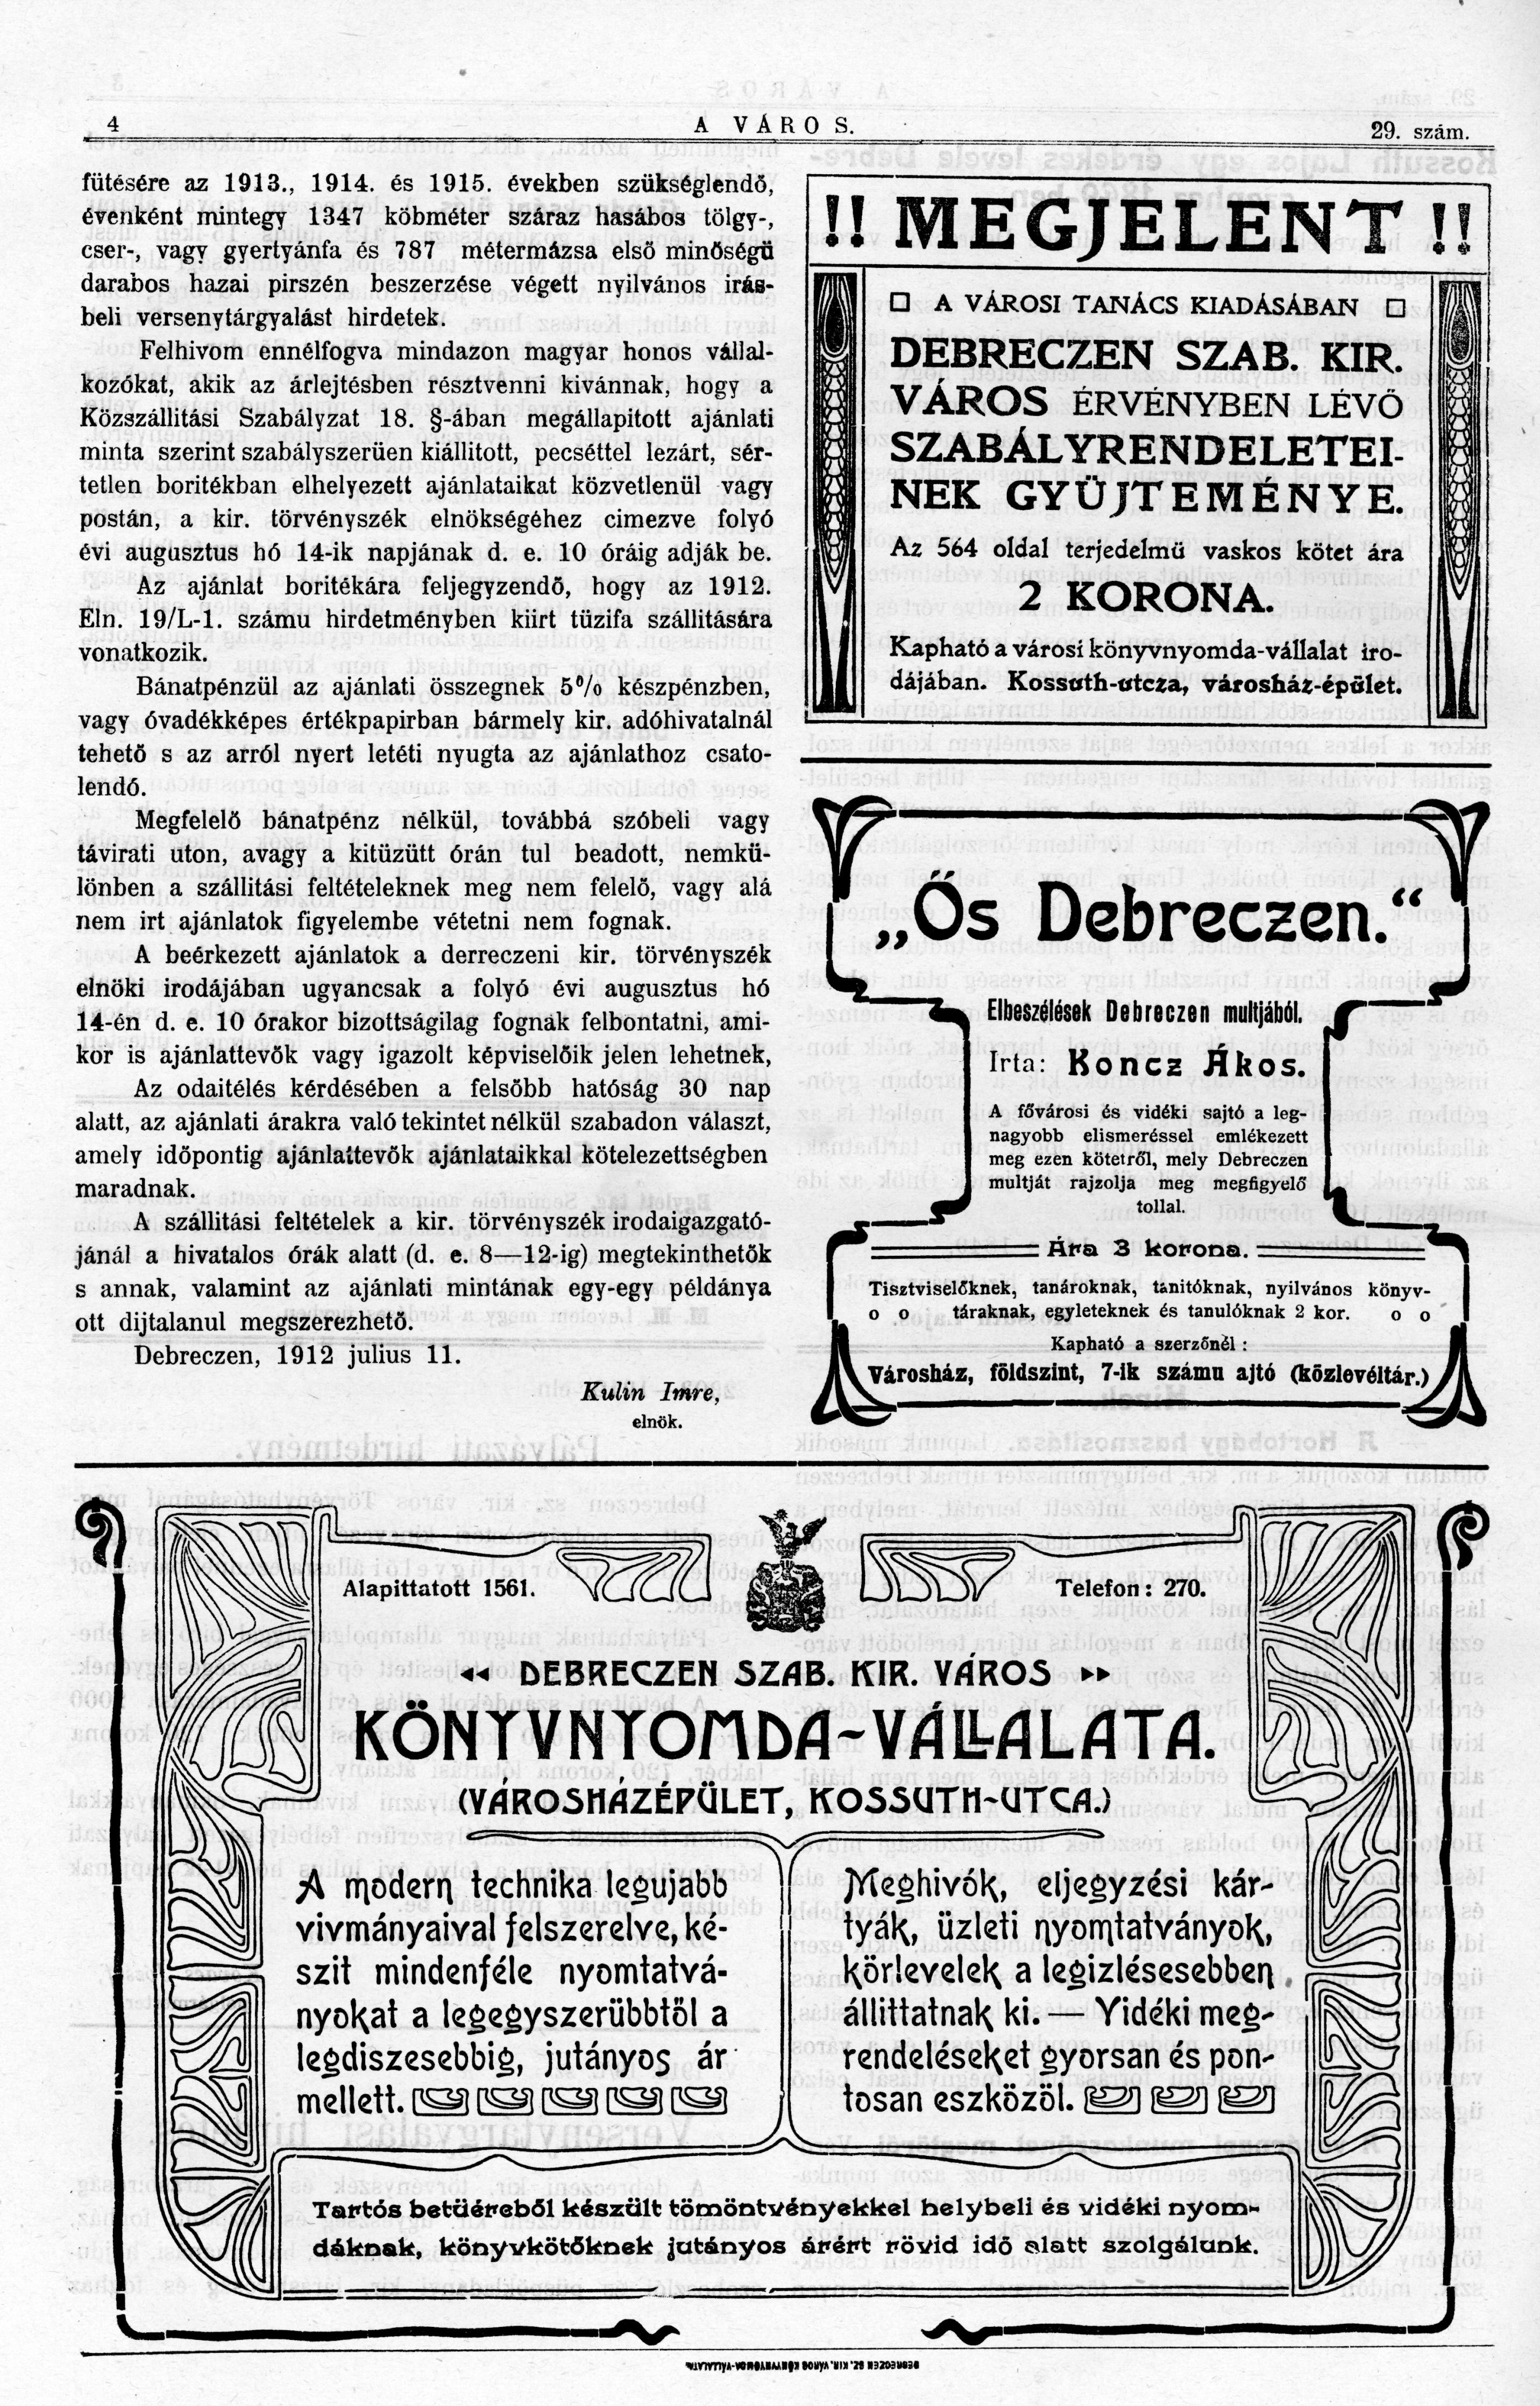 4
A VÁROS.
29. szám.
fütésére az 1913., 1914. és 1915. években szükséglendő,
évenként mintegy 1347 köbméter száraz hasábos tölgy-,
cser-, vagy gyertyánfa és 787 métermázsa első minőségü
darabos hazai pirszén beszerzése végett nyilvános irás-
beli versenytárgyalást hirdetek.
Felhivom ennélfogva mindazon magyar honos vállal-
kozókat, akik az árlejtésben résztvenni kivánnak, hogy a
Közszállitási Szabályzat 18. §-ában megállapitott ajánlati
minta szerint szabályszerüen kiállitott, pecséttel lezárt, sér-
tetlen boritékban elhelyezett ajánlataikat közvetlenül vagy
postán, a kir. törvényszék elnökségéhez cimezve folyó
évi augusztus hó 14-ik napjának d. e. 10 óráig adják be.
Az ajánlat boritékára feljegyzendő, hogy az 1912.
Eln. 19/L-1. számu hirdetményben kiirt tüzifa szállitására
vonatkozik.
Bánatpénzül az ajánlati összegnek 5% készpénzben,
vagy óvadékképes értékpapirban bármely kir. adóhivatalnál
tehető s az arról nyert letéti nyugta az ajánlathoz csato-
lendó.
Megfelelő bánatpénz nélkül, továbbá szóbeli vagy
távirati uton, avagy a kitüzütt órán tul beadott, nemkü-
lönben a szállitási feltételeknek meg nem felelő, vagy alá
nem irt ajánlatok figyelembe vétetni nem fognak.
A beérkezett ajánlatok a derreczeni kir. törvényszék
elnöki irodájában ugyancsak a folyó évi augusztus hó
14-én d. e. 10 órakor bizottságilag fognak felbontatni, ami-
kor is ajánlattevők vagy igazolt képviselőik jelen lehetnek,
Az odaitélés kérdésében a felsőbb hatóság 30 nap
alatt, az ajánlati árakra való tekintet nélkül szabadon választ,
amely időpontig ajánlattevők ajánlataikkal kötelezettségben
maradnak.
A szállitási feltételek a kir. törvényszék irodaigazgató-
jánál a hivatalos órák alatt (d. e. 8—12-ig) megtekinthetők
s annak, valamint az ajánlati mintának egy-egy példánya
ott dijtalanul megszerezhető.
Debreczen, 1912 julius 11.
Kulin Imre,
elnök.
!! MEGJELENT !!
□ A VÁROSI TANÁCS KIADÁSÁBAN □
DEBRECZEN SZAB. KIR.
VÁROS ÉRVÉNYBEN LÉVŐ
SZABÁLYRENDELETEI-
NEK GYÜJTEMÉNYE.
Az 564 oldal terjedelmü vaskos kötet ára
2 KORONA.
Kapható a városi könyvnyomda-vállalat iro-
dájában. Kossuth-utcza, városház-épület.
„Ős Debreczen.“
Elbeszélések Debreczen multjából.
Irta: Koncz Ákos.
A fővárosi és vidéki sajtó a leg-
nagyobb elismeréssel emlékezett
meg ezen kötetről, mely Debreczen
multját rajzolja meg megfigyelő
tollal.
Ára 3 korona.
Tisztviselőknek, tanároknak, tánitóknak, nyilvános könyv-
o o táraknak, egyleteknek és tanulóknak 2 kor. o o
Kapható a szerzőnél :
Városház, földszint, 7-ik számu ajtó (közlevéltár.)
Alapittatott 1561.
Telefon: 270.
◂◂ DEBRECZEN SZAB. KIR. VÁROS ▸▸
KÖNYVNYOMDA-VÁLLALATA.
(VÁROSHÁZÉPÜLET, KOSSUTH-UTCA.)
A modern technika legujabb
vivmányaival felszerelve, ké-
szit mindenféle nyomtatvá-
nyokat a legegyszerübbtől a
legdiszesebbig, jutányos ár
mellett.
Meghivók, eljegyzési kár-
tyák, üzleti nyomtatványok,
körlevelek a legizlésesebben
állittatnak ki. — Vidéki meg-
rendeléseket gyorsan és pon-
tosan eszközöl.
Tartós betüéreből készült tömöntvényekkel helybeli és vidéki nyom-
dáknak, könyvkötőknek jutányos árért rövid idő alatt szolgálunk.
DEBRECZEN SZ. KIR. VÁROS KÖNYVNYOMDA-VÁLLALATA.